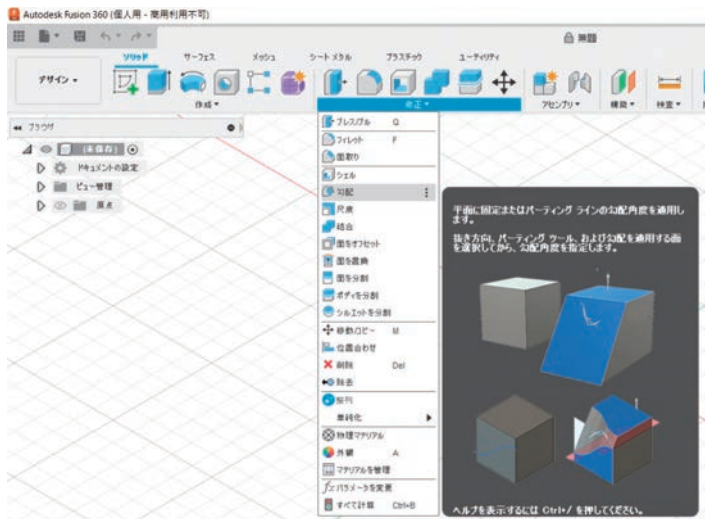 Autodesk Fusion 360 (個人用 - 商用利用不可)
無題
ソリッド サーフェス メッシュ シート メタル プラスチック ユーティリティ
デザイン
作成 修正 アセンブリ 構築 検査
ブラウザ
(未保存)
ドキュメントの設定
ビュー管理
原点
プレス/プル Q
フィレット F
面取り
シェル
勾配
尺度
結合
面をオフセット
面を置換
面を分割
ボディを分割
シルエットを分割
移動/コピー M
位置合わせ
削除 Del
除去
配列
単純化
物理マテリアル
外観 A
マテリアルを管理
パラメータを変更
すべて計算 Ctrl+B
平面に固定またはパーティング ラインの勾配角度を適用し
ます。
抜き方向、パーティング ツール、および勾配を適用する面
を選択してから、勾配角度を指定します。
ヘルプを表示するには Ctrl+/ を押してください。